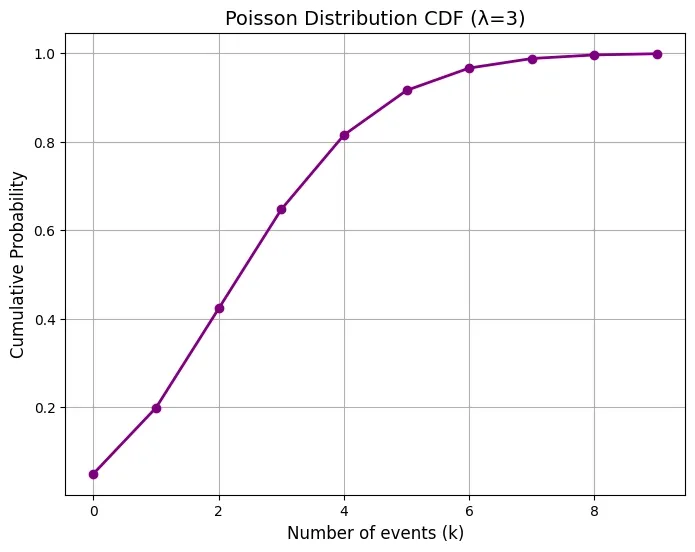 Poisson Distribution CDF (λ=3)
Cumulative Probability
1.0
0.8
0.6
0.4
0.2
0 2 4 6 8
Number of events (k)